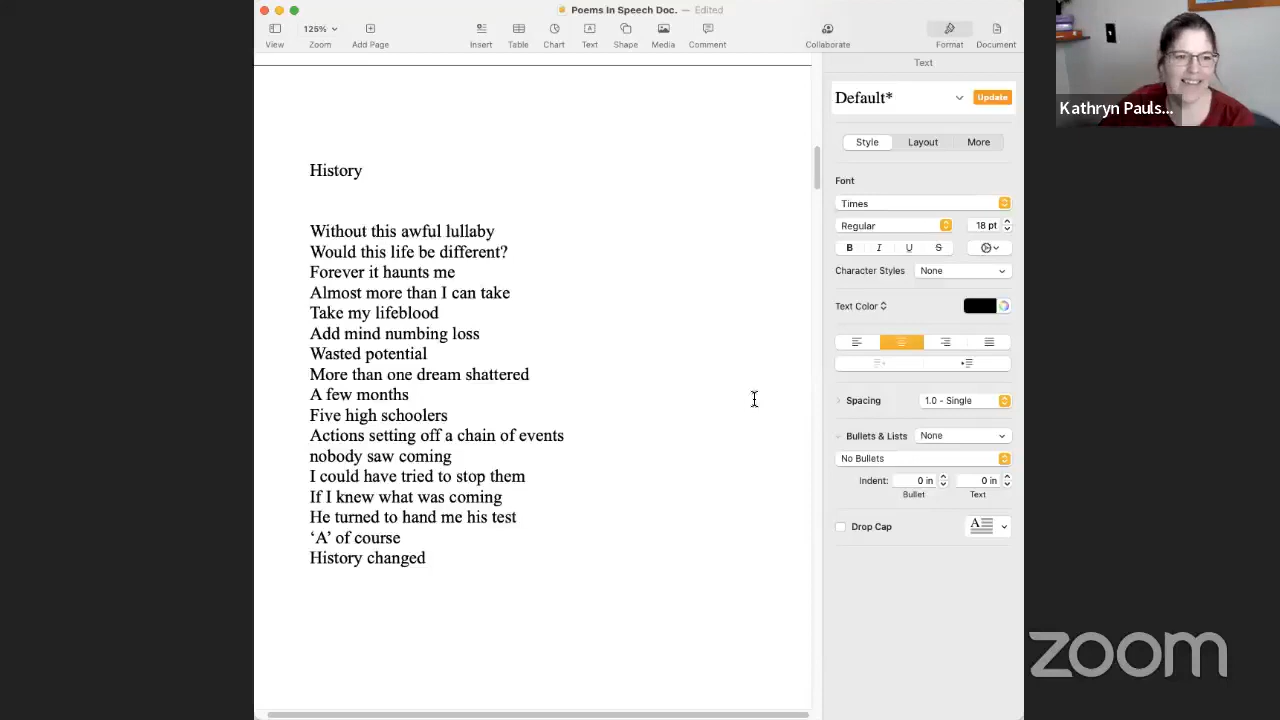 Poems In Speech Doc. — Edited
125%
View
Zoom
Add Page
Insert
Table
Chart
Text
Shape
Media
Comment
Collaborate
Format
Document
History
Without this awful lullaby
Would this life be different?
Forever it haunts me
Almost more than I can take
Take my lifeblood
Add mind numbing loss
Wasted potential
More than one dream shattered
A few months
Five high schoolers
Actions setting off a chain of events
nobody saw coming
I could have tried to stop them
If I knew what was coming
He turned to hand me his test
‘A’ of course
History changed
Text
Default*
Update
Style
Layout
More
Font
Times
Regular
18 pt
B I U S
Character Styles
None
Text Color
Spacing
1.0 - Single
Bullets & Lists
None
No Bullets
Indent:
0 in
0 in
Bullet
Text
Drop Cap
A
Kathryn Pauls...
zoom